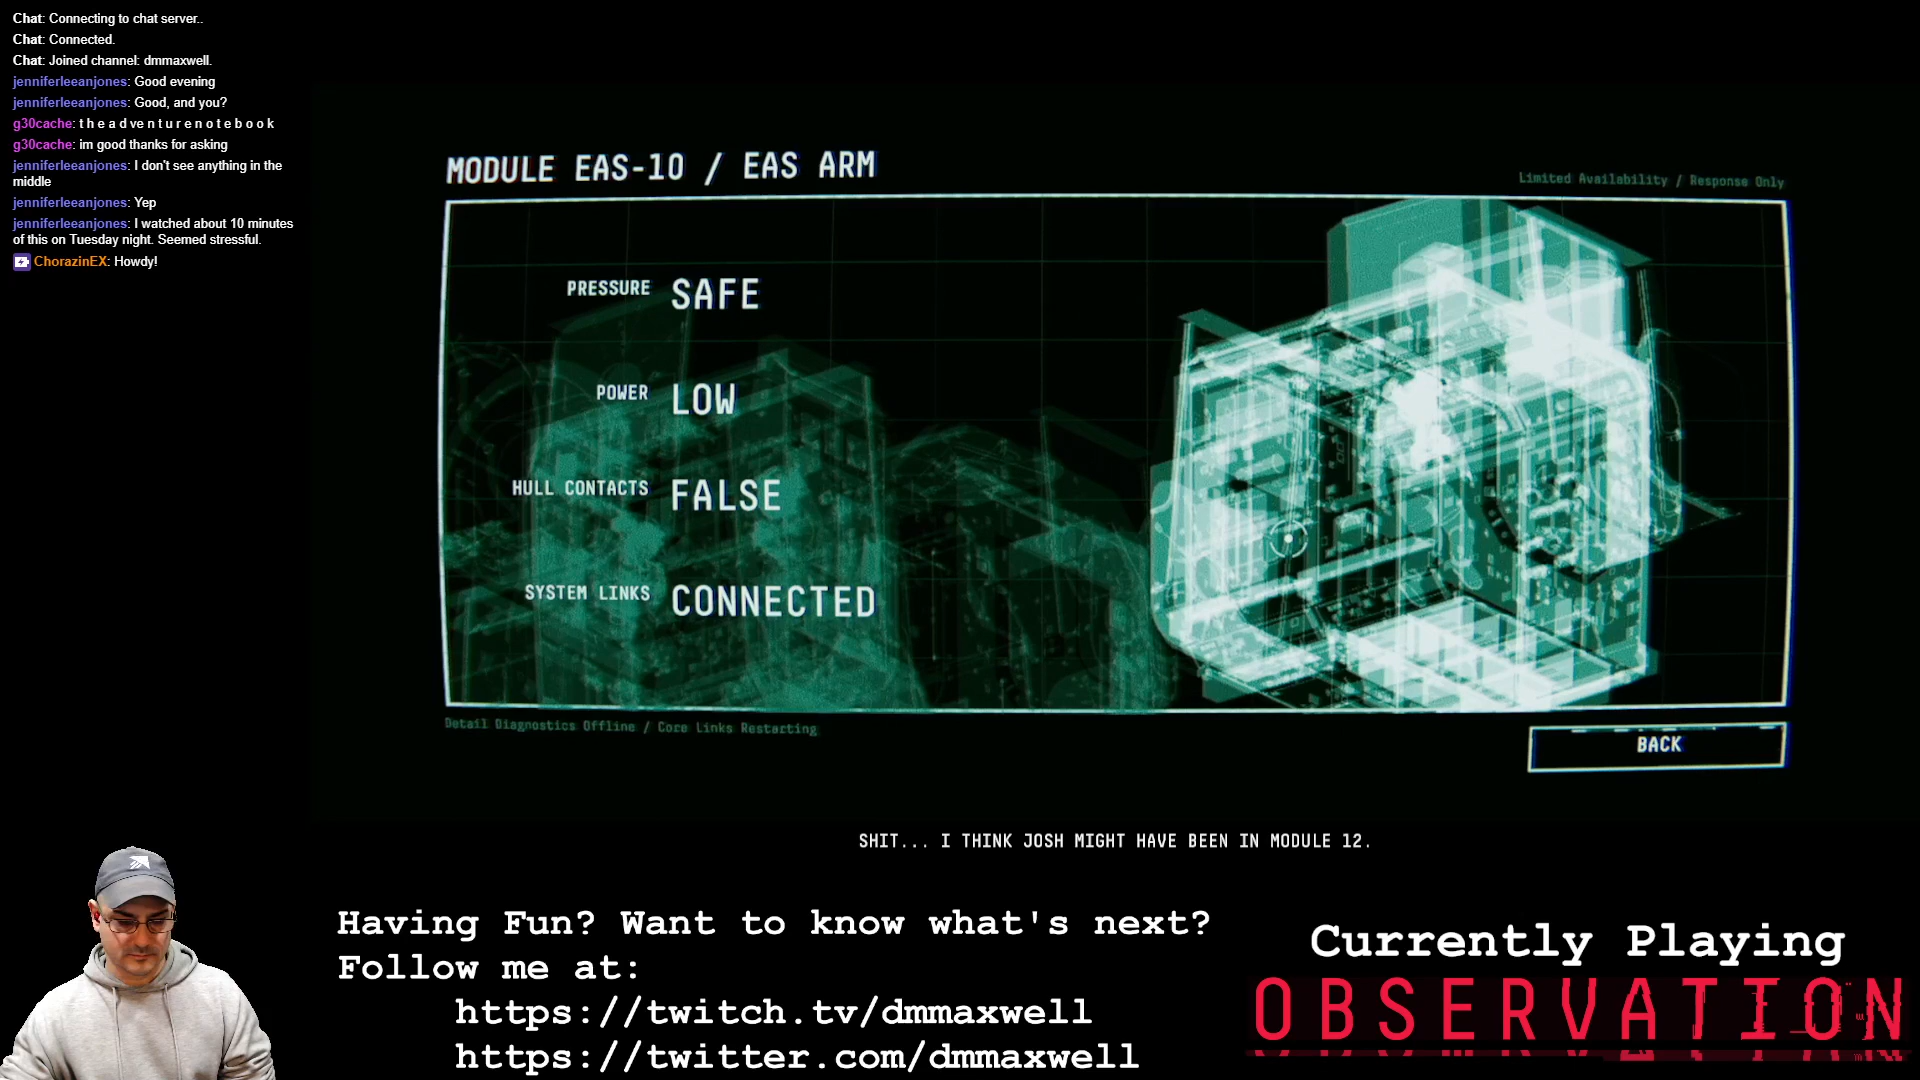 Chat: Connecting to chat server..
Chat: Connected.
Chat: Joined channel: dmmaxwell.
jenniferleeanjones: Good evening
jenniferleeanjones: Good, and you?
g30cache: t h e a d v e n t u r e n o t e b o o k
g30cache: im good thanks for asking
jenniferleeanjones: I don't see anything in the
middle
jenniferleeanjones: Yep
jenniferleeanjones: I watched about 10 minutes
of this on Tuesday night. Seemed stressful.
ChorazinEX: Howdy!
MODULE EAS-10 / EAS ARM
Limited Availability / Response Only
PRESSURE SAFE
POWER LOW
HULL CONTACTS FALSE
SYSTEM LINKS CONNECTED
Detail Diagnostics Offline / Core Links Restarting
BACK
SHIT... I THINK JOSH MIGHT HAVE BEEN IN MODULE 12.
Having Fun? Want to know what's next?
Follow me at:
https://twitch.tv/dmmaxwell
https://twitter.com/dmmaxwell
Currently Playing
OBSERVATION